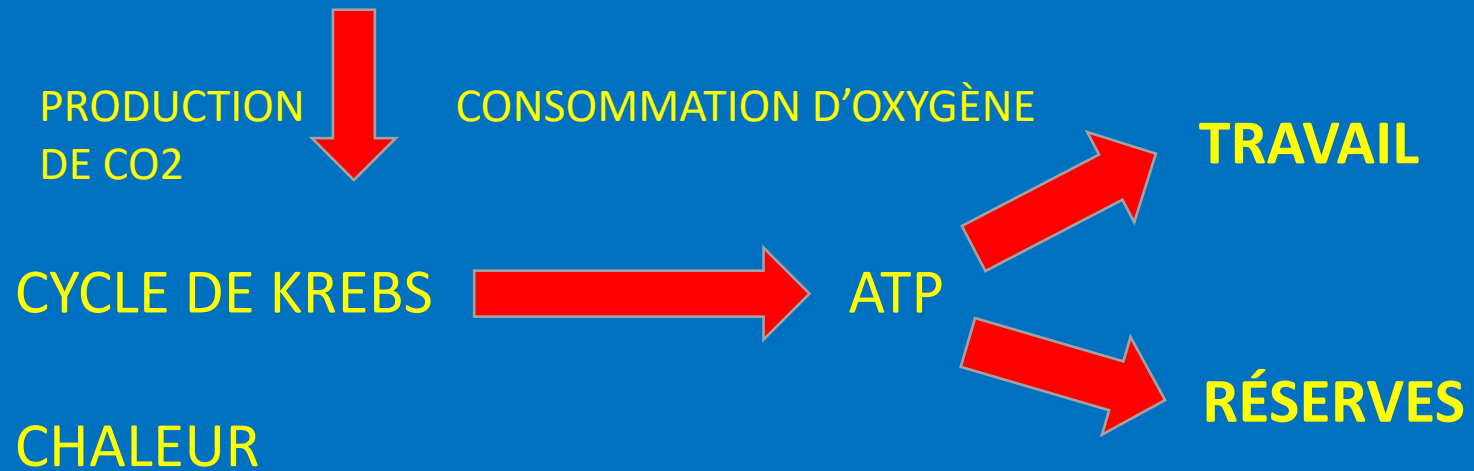 PRODUCTION
DE CO2
CONSOMMATION D’OXYGÈNE
TRAVAIL
CYCLE DE KREBS
ATP
RÉSERVES
CHALEUR